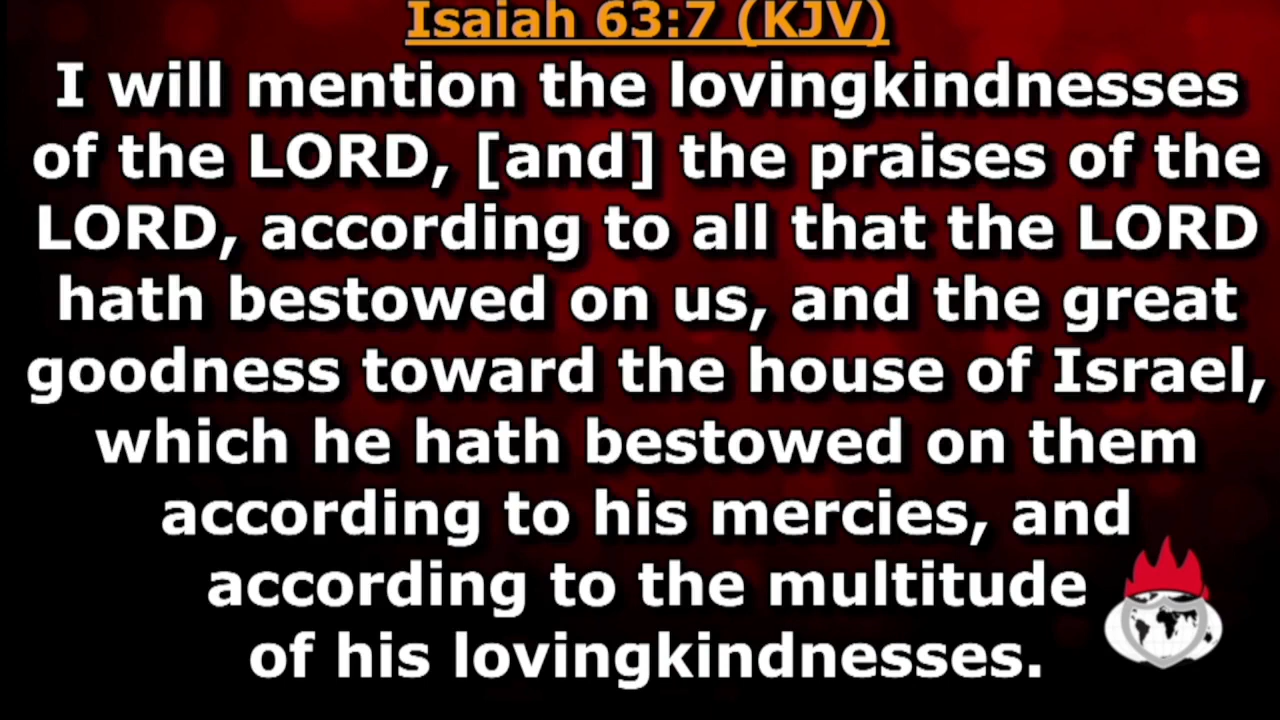 Isaiah 63:7 (KJV)
I will mention the lovingkindnesses
of the LORD, [and] the praises of the
LORD, according to all that the LORD
hath bestowed on us, and the great
goodness toward the house of Israel,
which he hath bestowed on them
according to his mercies, and
according to the multitude
of his lovingkindnesses.